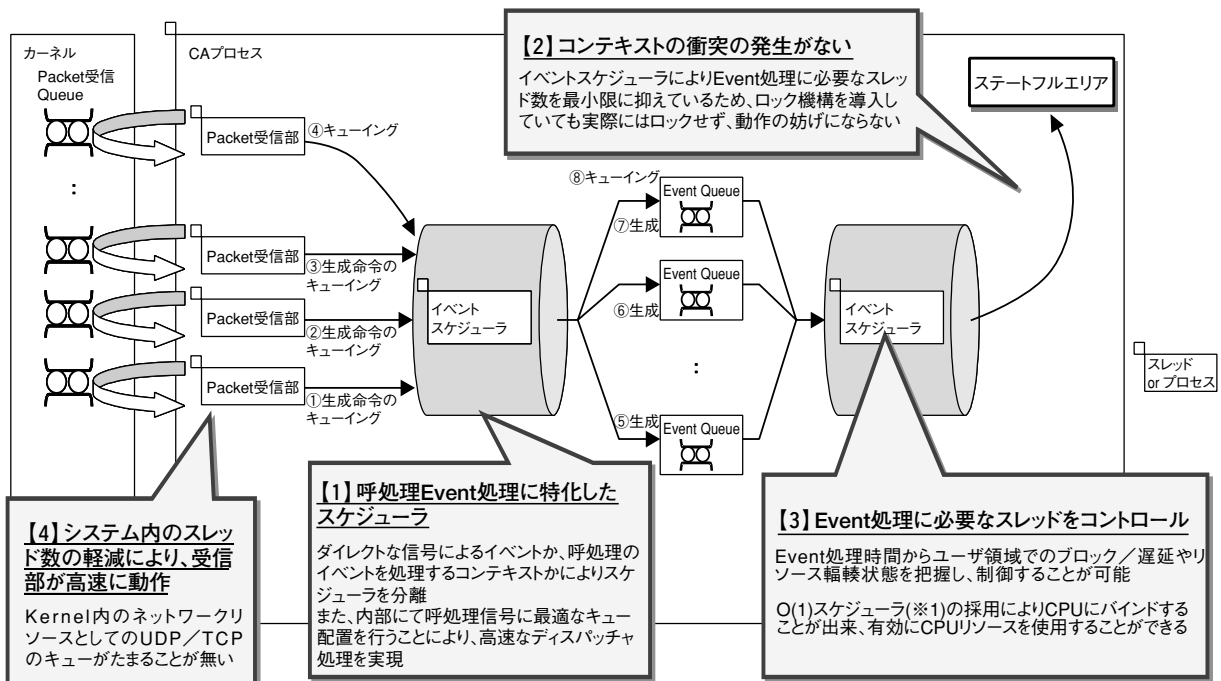 カーネル
Packet受信
Queue
:
CAプロセス
Packet受信部
④キューイング
Packet受信部
③生成命令の
キューイング
Packet受信部
②生成命令の
キューイング
Packet受信部
①生成命令の
キューイング
イベント
スケジューラ
⑧キューイング
Event Queue
⑦生成
Event Queue
⑥生成
:
Event Queue
⑤生成
イベント
スケジューラ
ステートフルエリア
スレッド
or プロセス
【2】コンテキストの衝突の発生がない
イベントスケジューラによりEvent処理に必要なスレッ
ド数を最小限に抑えているため、ロック機構を導入し
ていても実際にはロックせず、動作の妨げにならない
【4】システム内のスレッ
ド数の軽減により、受信
部が高速に動作
Kernel内のネットワークリ
ソースとしてのUDP／TCP
のキューがたまることが無い
【1】呼処理Event処理に特化した
スケジューラ
ダイレクトな信号によるイベントか、呼処理の
イベントを処理するコンテキストかによりスケ
ジューラを分離
また、内部にて呼処理信号に最適なキュー
配置を行うことにより、高速なディスパッチャ
処理を実現
【3】Event処理に必要なスレッドをコントロール
Event処理時間からユーザ領域でのブロック／遅延やリ
ソース輻輳状態を把握し、制御することが可能
O(1)スケジューラ(※1)の採用によりCPUにバインドする
ことが出来、有効にCPUリソースを使用することができる